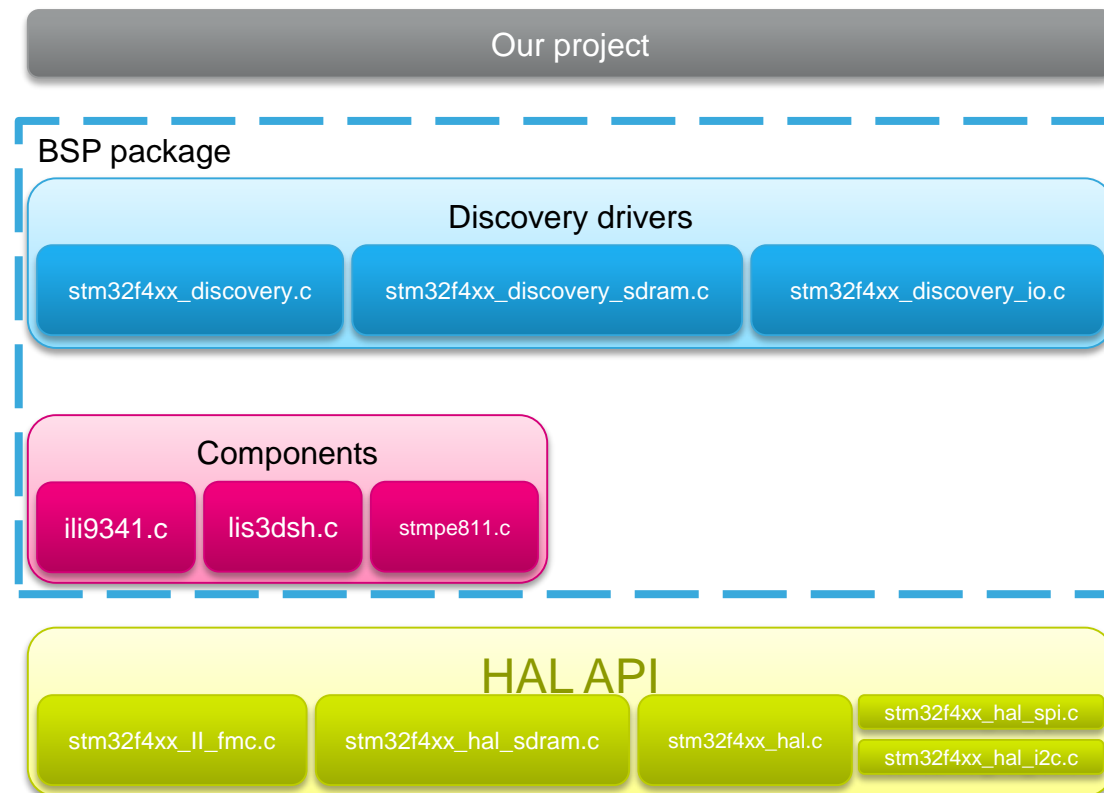 Our project
BSP package
Discovery drivers
stm32f4xx_discovery.c
stm32f4xx_discovery_sdram.c
stm32f4xx_discovery_io.c
Components
ili9341.c
lis3dsh.c
stmpe811.c
HAL API
stm32f4xx_ll_fmc.c
stm32f4xx_hal_sdram.c
stm32f4xx_hal.c
stm32f4xx_hal_spi.c
stm32f4xx_hal_i2c.c